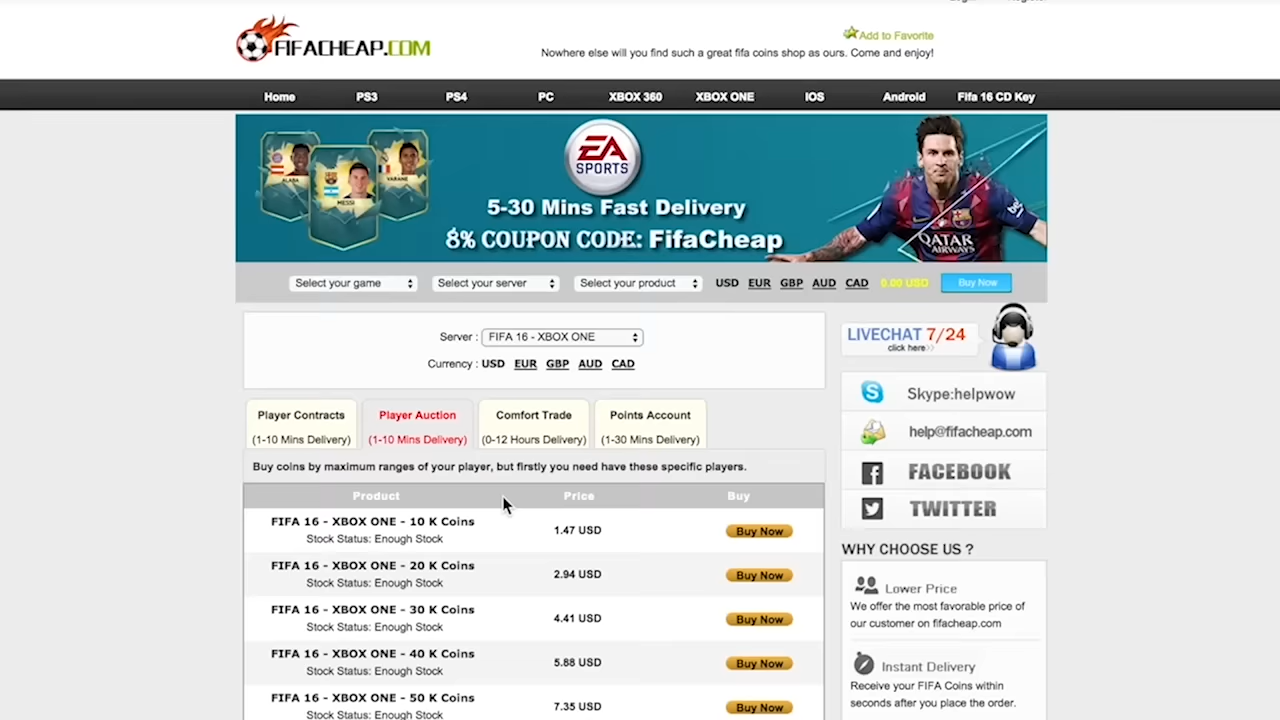 FIFACHEAP.COM
Add to Favorite
Nowhere else will you find such a great fifa coins shop as ours. Come and enjoy!
Home PS3 PS4 PC XBOX 360 XBOX ONE IOS Android Fifa 16 CD Key
ALABA MESSI VARANE
EA
SPORTS
5-30 Mins Fast Delivery
8% COUPON CODE: FifaCheap
QATAR
AIRWAYS
Select your game Select your server Select your product USD EUR GBP AUD CAD 0.00 USD Buy Now
Server : FIFA 16 - XBOX ONE
Currency : USD EUR GBP AUD CAD
LIVECHAT 7/24
click here>>
Skype:helpwow
help@fifacheap.com
FACEBOOK
TWITTER
Player Contracts Player Auction Comfort Trade Points Account
(1-10 Mins Delivery) (1-10 Mins Delivery) (0-12 Hours Delivery) (1-30 Mins Delivery)
Buy coins by maximum ranges of your player, but firstly you need have these specific players.
Product Price Buy
FIFA 16 - XBOX ONE - 10 K Coins
Stock Status: Enough Stock
1.47 USD Buy Now
FIFA 16 - XBOX ONE - 20 K Coins
Stock Status: Enough Stock
2.94 USD Buy Now
FIFA 16 - XBOX ONE - 30 K Coins
Stock Status: Enough Stock
4.41 USD Buy Now
FIFA 16 - XBOX ONE - 40 K Coins
Stock Status: Enough Stock
5.88 USD Buy Now
FIFA 16 - XBOX ONE - 50 K Coins
Stock Status: Enough Stock
7.35 USD Buy Now
WHY CHOOSE US ?
Lower Price
We offer the most favorable price of
our customer on fifacheap.com
Instant Delivery
Receive your FIFA Coins within
seconds after you place the order.